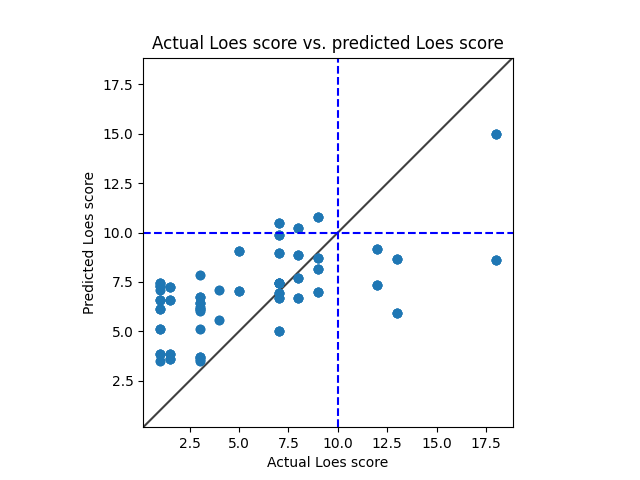 Actual Loes score vs. predicted Loes score
17.5
15.0
12.5
10.0
7.5
5.0
2.5
Predicted Loes score
2.5 5.0 7.5 10.0 12.5 15.0 17.5
Actual Loes score